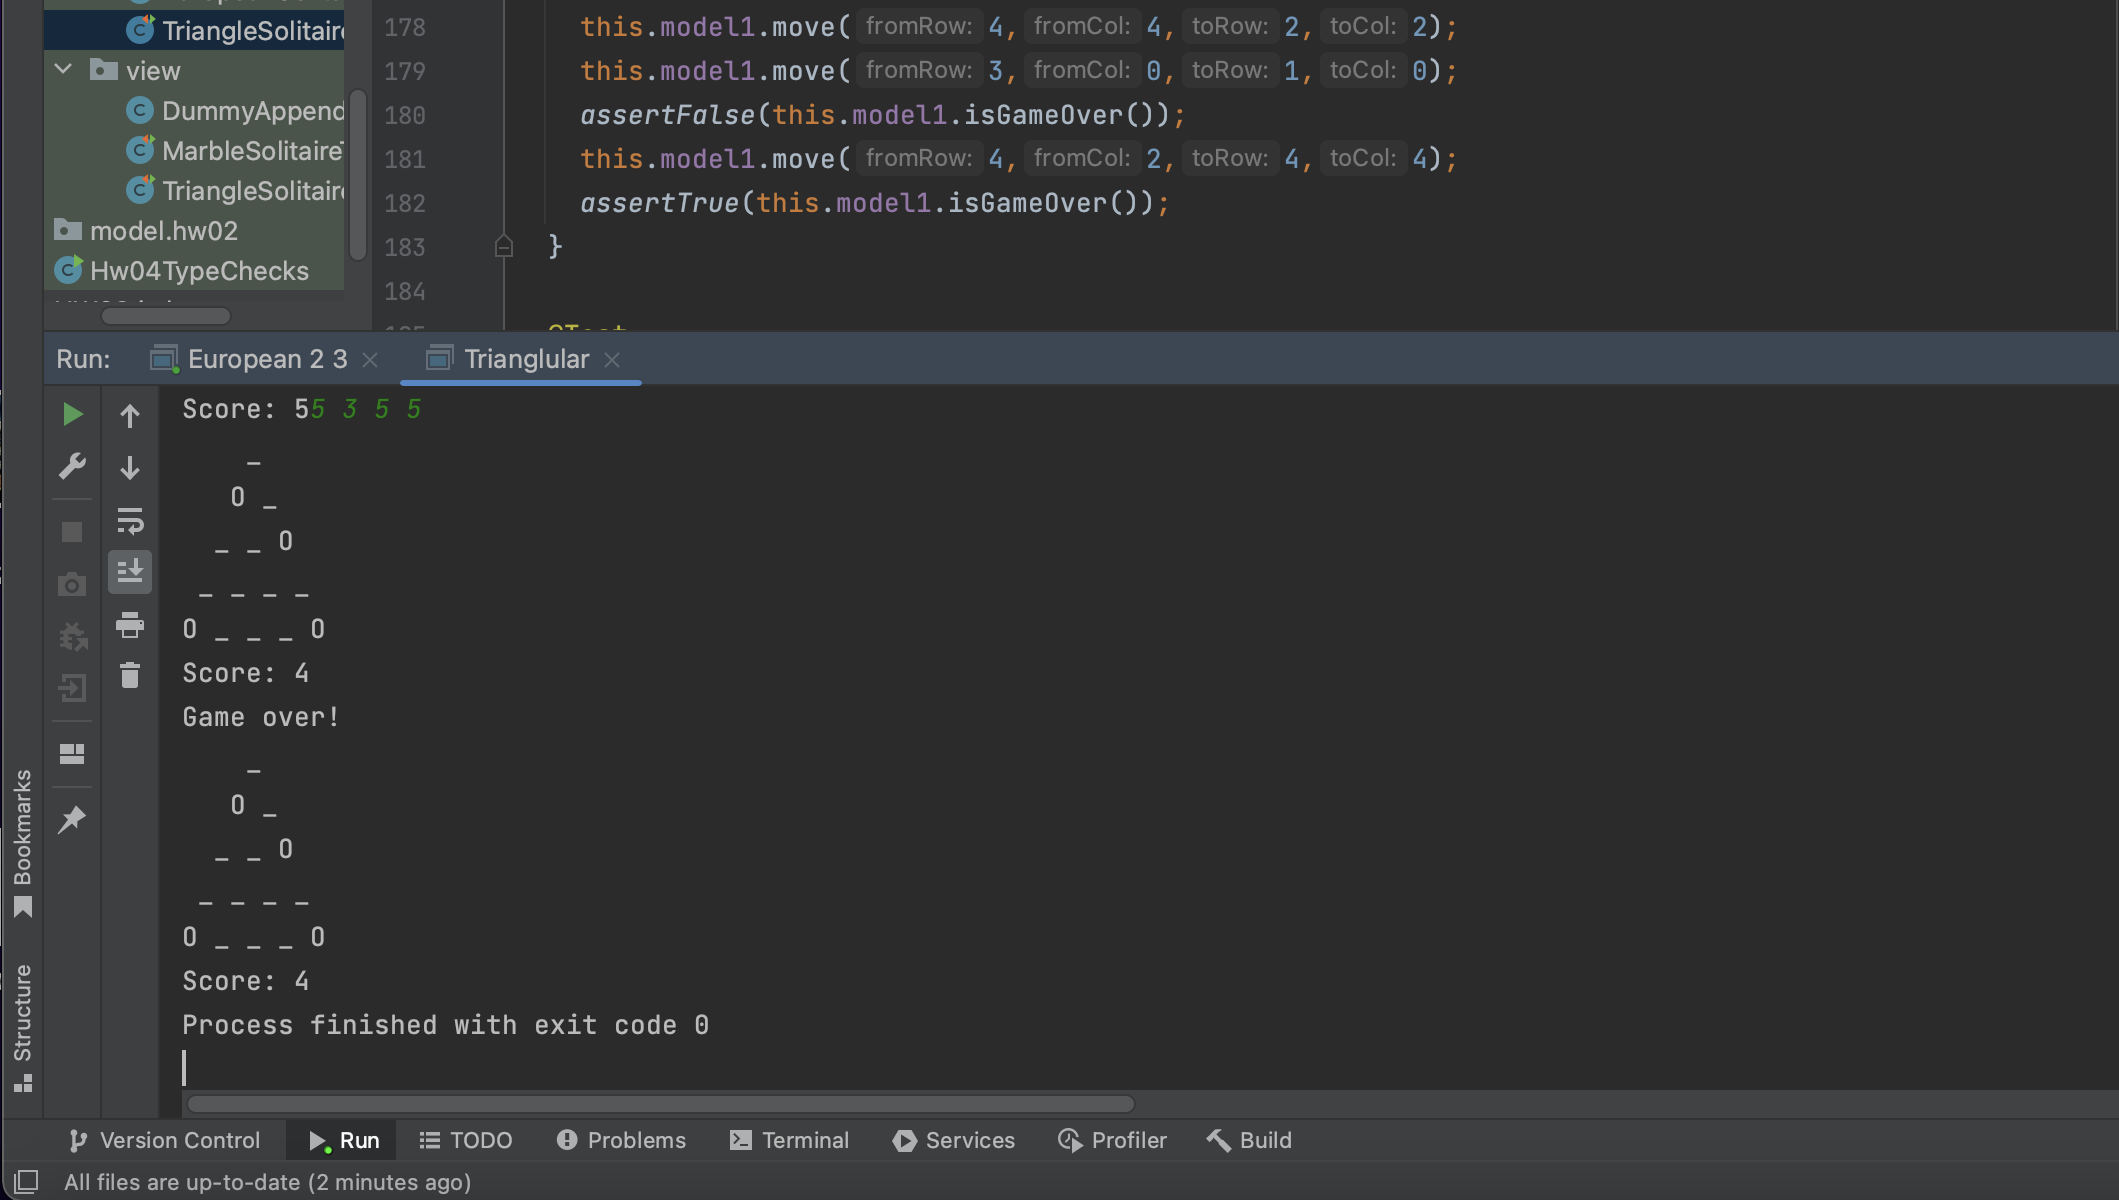 TriangleSolitaire
view
DummyAppend
MarbleSolitaireT
TriangleSolitaire
model.hw02
Hw04TypeChecks
178 this.model1.move( fromRow: 4, fromCol: 4, toRow: 2, toCol: 2);
179 this.model1.move( fromRow: 3, fromCol: 0, toRow: 1, toCol: 0);
180 assertFalse(this.model1.isGameOver());
181 this.model1.move( fromRow: 4, fromCol: 2, toRow: 4, toCol: 4);
182 assertTrue(this.model1.isGameOver());
183 }
184
Run: European 2 3 Trianglular
Score: 55 3 5 5
    _
   O _
  _ _ O
 _ _ _ _
O _ _ _ O
Score: 4
Game over!
    _
   O _
  _ _ O
 _ _ _ _
O _ _ _ O
Score: 4
Process finished with exit code 0
Bookmarks
Structure
Version Control Run TODO Problems Terminal Services Profiler Build
All files are up-to-date (2 minutes ago)